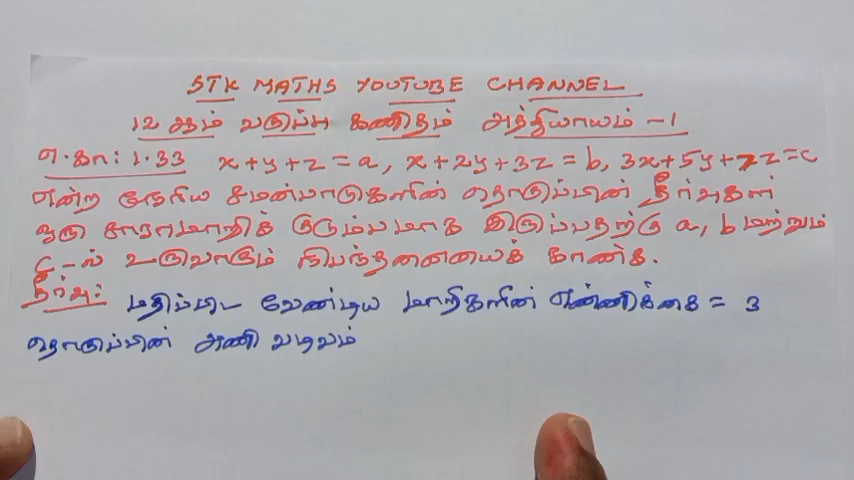 STK MATHS YOUTUBE CHANNEL
12 ஆம் வகுப்பு கணிதம் அத்தியாயம் - 1
எ.கா: 1.33 x+y+z=a, x+2y+3z=b, 3x+5y+7z=c
என்ற நேரிய சமன்பாடுகளின் தொகுப்பின் தீர்வுகள்
ஒரு சாராமாறிக் குடும்பமாக இருப்பதற்கு a, b மற்றும்
c-ல் உருவாகும் நிபந்தனையைக் காண்க.
தீர்வு: மதிப்பிட வேண்டிய மாறிகளின் எண்ணிக்கை = 3
தொகுப்பின் அணி வடிவம்